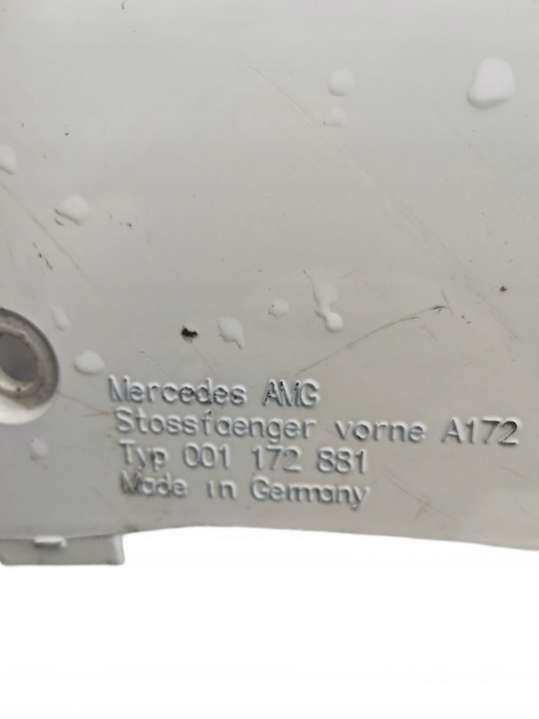 Mercedes AMG
Stossfaenger vorne A172
Typ 001 172 881
Made in Germany